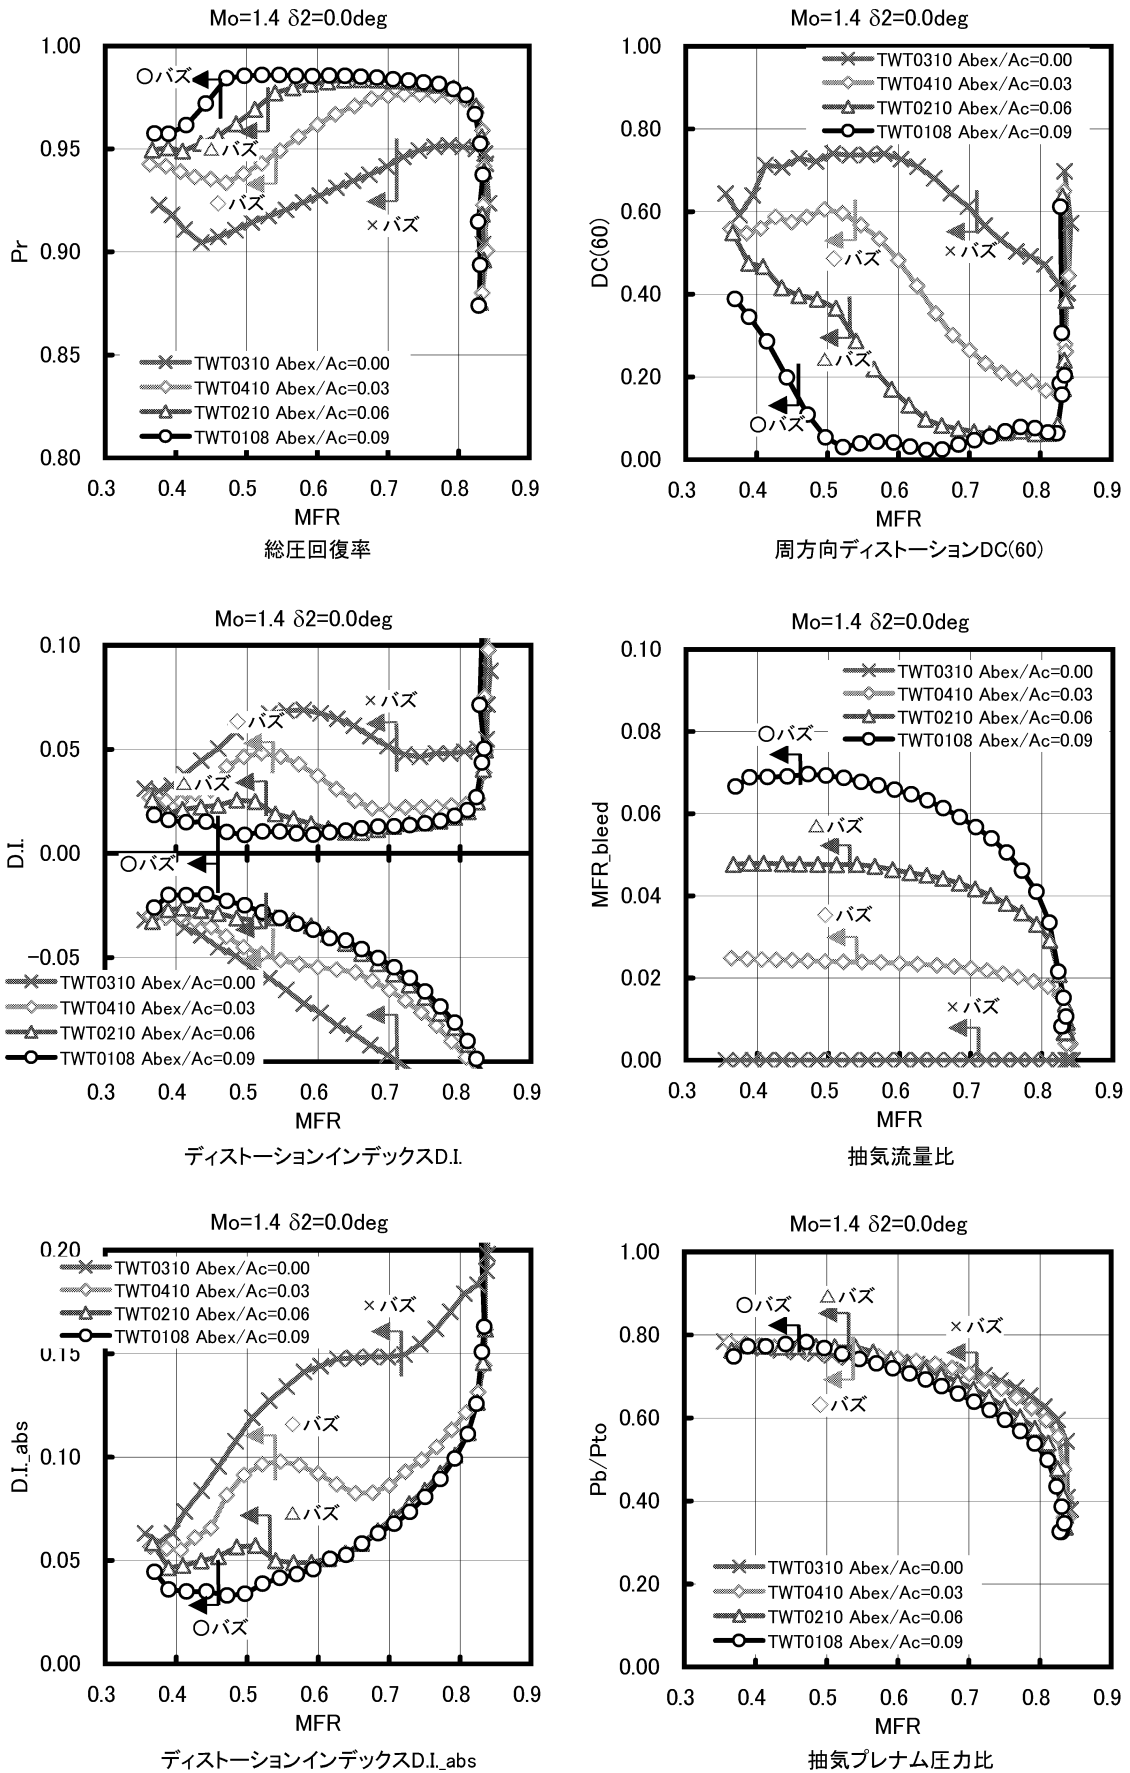 Mo=1.4 δ2=0.0deg
1.00
0.95
0.90
0.85
0.80
Pr
○バズ
△バズ
◇バズ
×バズ
TWT0310 Abex/Ac=0.00
TWT0410 Abex/Ac=0.03
TWT0210 Abex/Ac=0.06
TWT0108 Abex/Ac=0.09
0.3 0.4 0.5 0.6 0.7 0.8 0.9
MFR
総圧回復率
Mo=1.4 δ2=0.0deg
1.00
0.80
0.60
0.40
0.20
0.00
DC(60)
TWT0310 Abex/Ac=0.00
TWT0410 Abex/Ac=0.03
TWT0210 Abex/Ac=0.06
TWT0108 Abex/Ac=0.09
×バズ
◇バズ
△バズ
○バズ
0.3 0.4 0.5 0.6 0.7 0.8 0.9
MFR
周方向ディストーションDC(60)
Mo=1.4 δ2=0.0deg
0.10
0.05
0.00
-0.05
D.I.
×バズ
◇バズ
△バズ
○バズ
TWT0310 Abex/Ac=0.00
TWT0410 Abex/Ac=0.03
TWT0210 Abex/Ac=0.06
TWT0108 Abex/Ac=0.09
0.3 0.4 0.5 0.6 0.7 0.8 0.9
MFR
ディストーションインデックスD.I.
Mo=1.4 δ2=0.0deg
0.10
0.08
0.06
0.04
0.02
0.00
MFR_bleed
TWT0310 Abex/Ac=0.00
TWT0410 Abex/Ac=0.03
TWT0210 Abex/Ac=0.06
TWT0108 Abex/Ac=0.09
○バズ
△バズ
◇バズ
×バズ
0.3 0.4 0.5 0.6 0.7 0.8 0.9
MFR
抽気流量比
Mo=1.4 δ2=0.0deg
0.20
0.15
0.10
0.05
0.00
D.I._abs
TWT0310 Abex/Ac=0.00
TWT0410 Abex/Ac=0.03
TWT0210 Abex/Ac=0.06
TWT0108 Abex/Ac=0.09
×バズ
◇バズ
△バズ
○バズ
0.3 0.4 0.5 0.6 0.7 0.8 0.9
MFR
ディストーションインデックスD.I._abs
Mo=1.4 δ2=0.0deg
1.00
0.80
0.60
0.40
0.20
0.00
Pb/Pto
○バズ
△バズ
×バズ
◇バズ
TWT0310 Abex/Ac=0.00
TWT0410 Abex/Ac=0.03
TWT0210 Abex/Ac=0.06
TWT0108 Abex/Ac=0.09
0.3 0.4 0.5 0.6 0.7 0.8 0.9
MFR
抽気プレナム圧力比